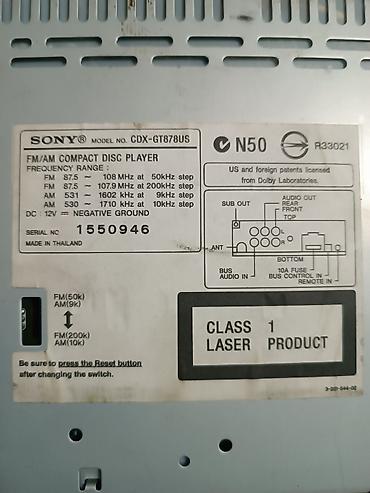 SONY® MODEL NO. CDX-GT878US
FM/AM COMPACT DISC PLAYER
FREQUENCY RANGE :
FM 87.5 ~ 108 MHz at 50kHz step
FM 87.5 ~ 107.9 MHz at 200kHz step
AM 531 ~ 1602 kHz at 9kHz step
AM 530 ~ 1710 kHz at 10kHz step
DC 12V ⎓ NEGATIVE GROUND
SERIAL NO 1550946
MADE IN THAILAND
N50 R33021
US and foreign patents licensed
from Dolby Laboratories.
AUDIO OUT
SUB OUT REAR
FRONT
TOP
L
R
ANT
BOTTOM
BUS 10A FUSE
AUDIO IN BUS CONTROL IN
REMOTE IN
FM(50k)
AM(9k)
FM(200k)
AM(10k)
CLASS 1
LASER PRODUCT
Be sure to press the Reset button
after changing the switch.